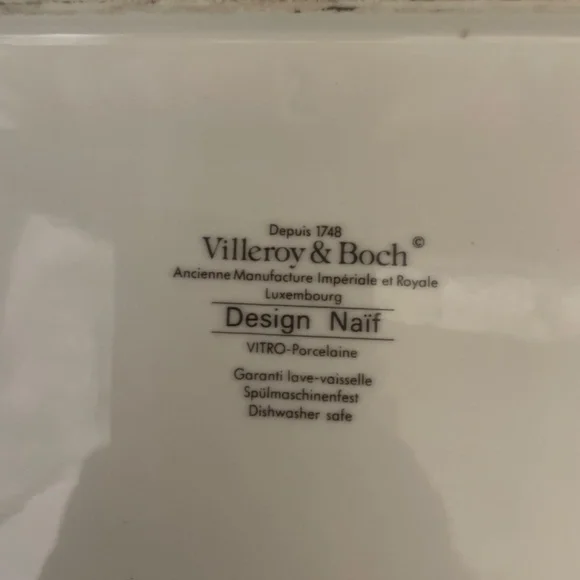 Depuis 1748
Villeroy & Boch ©
Ancienne Manufacture Impériale et Royale
Luxembourg
Design Naïf
VITRO-Porcelaine
Garanti lave-vaisselle
Spülmaschinenfest
Dishwasher safe